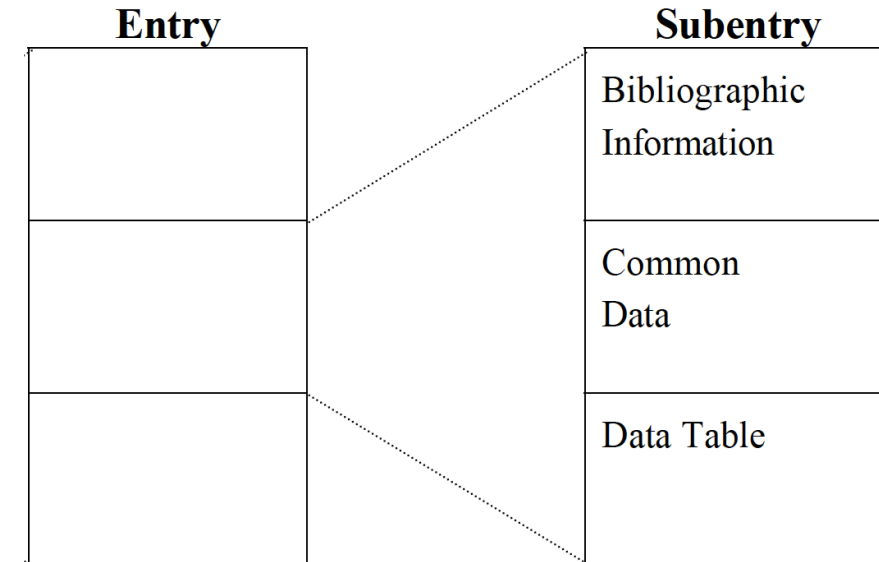 Entry
Subentry
Bibliographic
Information
Common
Data
Data Table